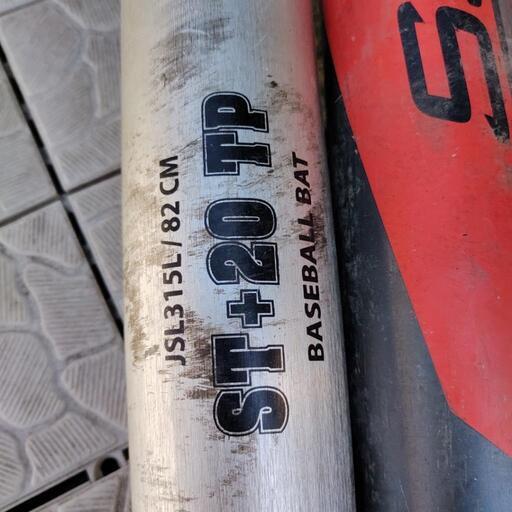 JSL315L / 82 CM
ST+20 TP
BASEBALL BAT